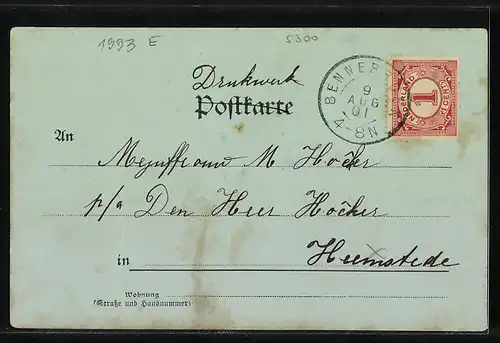 1993 E
5300
Drukwerk
Postkarte
BENNE
9
AUG
01
4-8N
NEDERLAND
1
CENT
An
Mejuffrouw M Höcker
p/a Den Heer Höcker
in Heemstede
Wohnung
(Straße und Hausnummer)